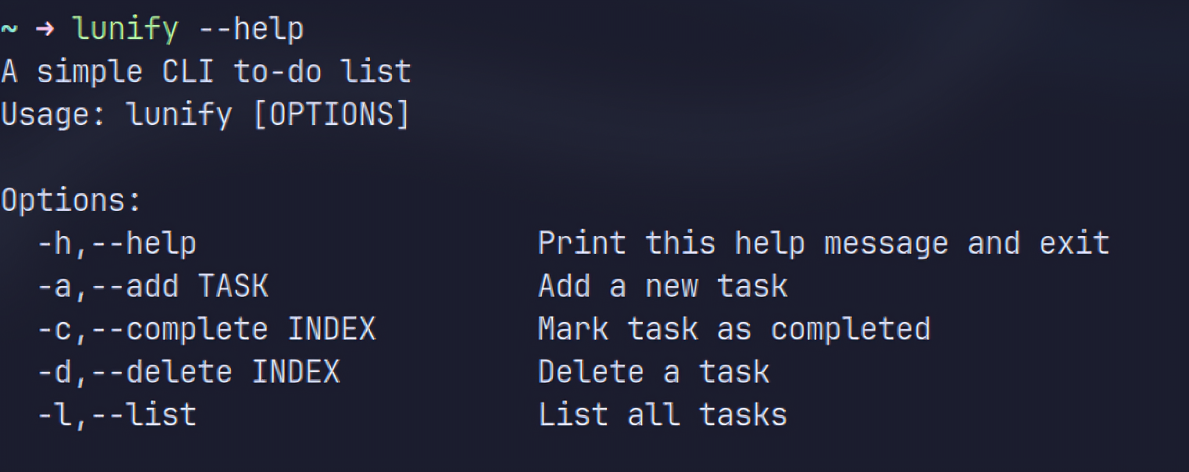 ~ → lunify --help
A simple CLI to-do list
Usage: lunify [OPTIONS]

Options:
  -h,--help                   Print this help message and exit
  -a,--add TASK               Add a new task
  -c,--complete INDEX         Mark task as completed
  -d,--delete INDEX           Delete a task
  -l,--list                   List all tasks